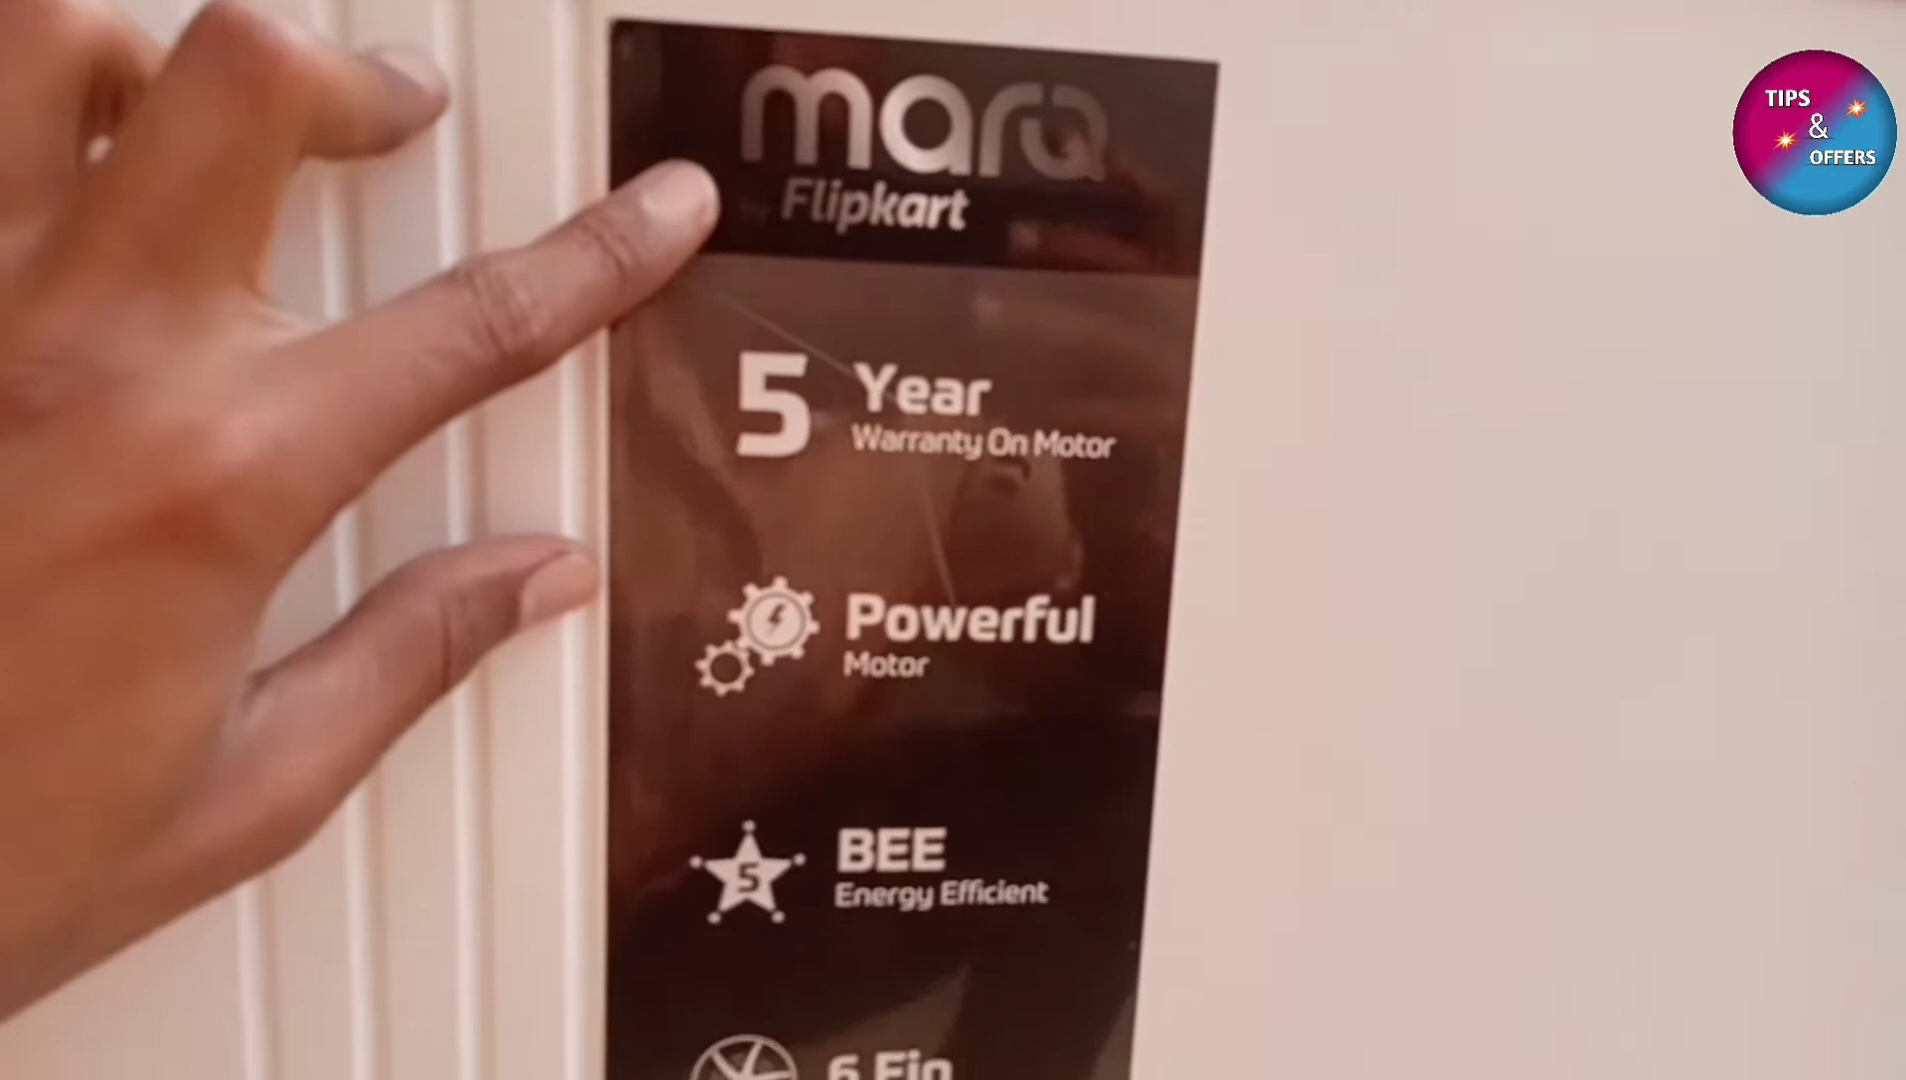 marQ
Flipkart
5 Year
Warranty On Motor
Powerful
Motor
5
BEE
Energy Efficient
6 Fin
TIPS
&
OFFERS